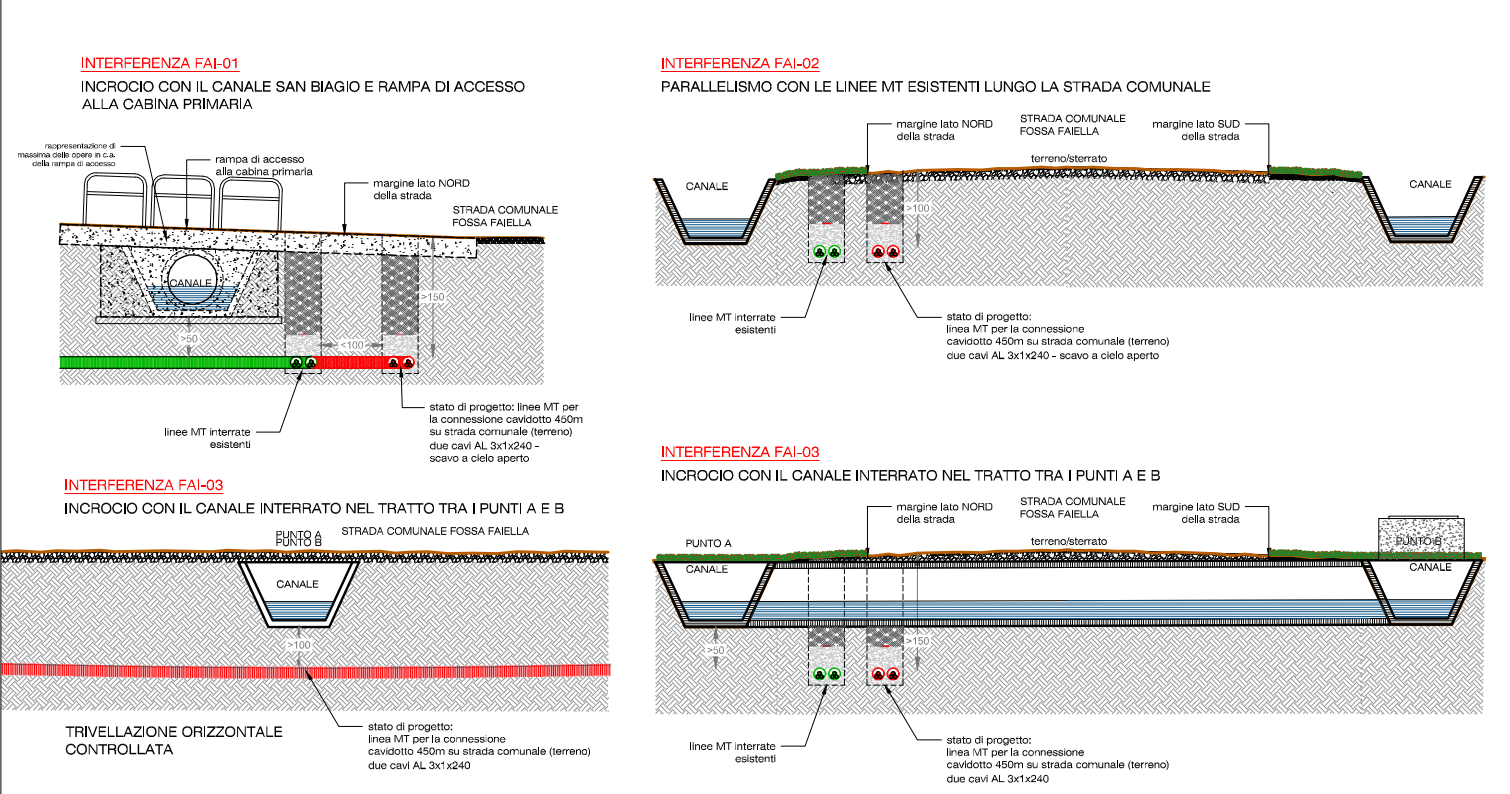 INTERFERENZA FAI-01
INCROCIO CON IL CANALE SAN BIAGIO E RAMPA DI ACCESSO
ALLA CABINA PRIMARIA
rappresentazione di
massima delle opere in c.a.
della rampa di accesso
rampa di accesso
alla cabina primaria
margine lato NORD
della strada
STRADA COMUNALE
FOSSA FAIELLA
CANALE
>150
>50
<100
linee MT interrate
esistenti
stato di progetto: linee MT per
la connessione cavidotto 450m
su strada comunale (terreno)
due cavi AL 3x1x240 -
scavo a cielo aperto
INTERFERENZA FAI-02
PARALLELISMO CON LE LINEE MT ESISTENTI LUNGO LA STRADA COMUNALE
margine lato NORD
della strada
STRADA COMUNALE
FOSSA FAIELLA
margine lato SUD
della strada
terreno/sterrato
CANALE
CANALE
>100
linee MT interrate
esistenti
stato di progetto:
linea MT per la connessione
cavidotto 450m su strada comunale (terreno)
due cavi AL 3x1x240 - scavo a cielo aperto
INTERFERENZA FAI-03
INCROCIO CON IL CANALE INTERRATO NEL TRATTO TRA I PUNTI A E B
PUNTO A
PUNTO B
STRADA COMUNALE FOSSA FAIELLA
CANALE
>100
TRIVELLAZIONE ORIZZONTALE
CONTROLLATA
stato di progetto:
linea MT per la connessione
cavidotto 450m su strada comunale (terreno)
due cavi AL 3x1x240
INTERFERENZA FAI-03
INCROCIO CON IL CANALE INTERRATO NEL TRATTO TRA I PUNTI A E B
margine lato NORD
della strada
STRADA COMUNALE
FOSSA FAIELLA
margine lato SUD
della strada
PUNTO A
terreno/sterrato
PUNTO B
CANALE
CANALE
>50
>150
linee MT interrate
esistenti
stato di progetto:
linea MT per la connessione
cavidotto 450m su strada comunale (terreno)
due cavi AL 3x1x240